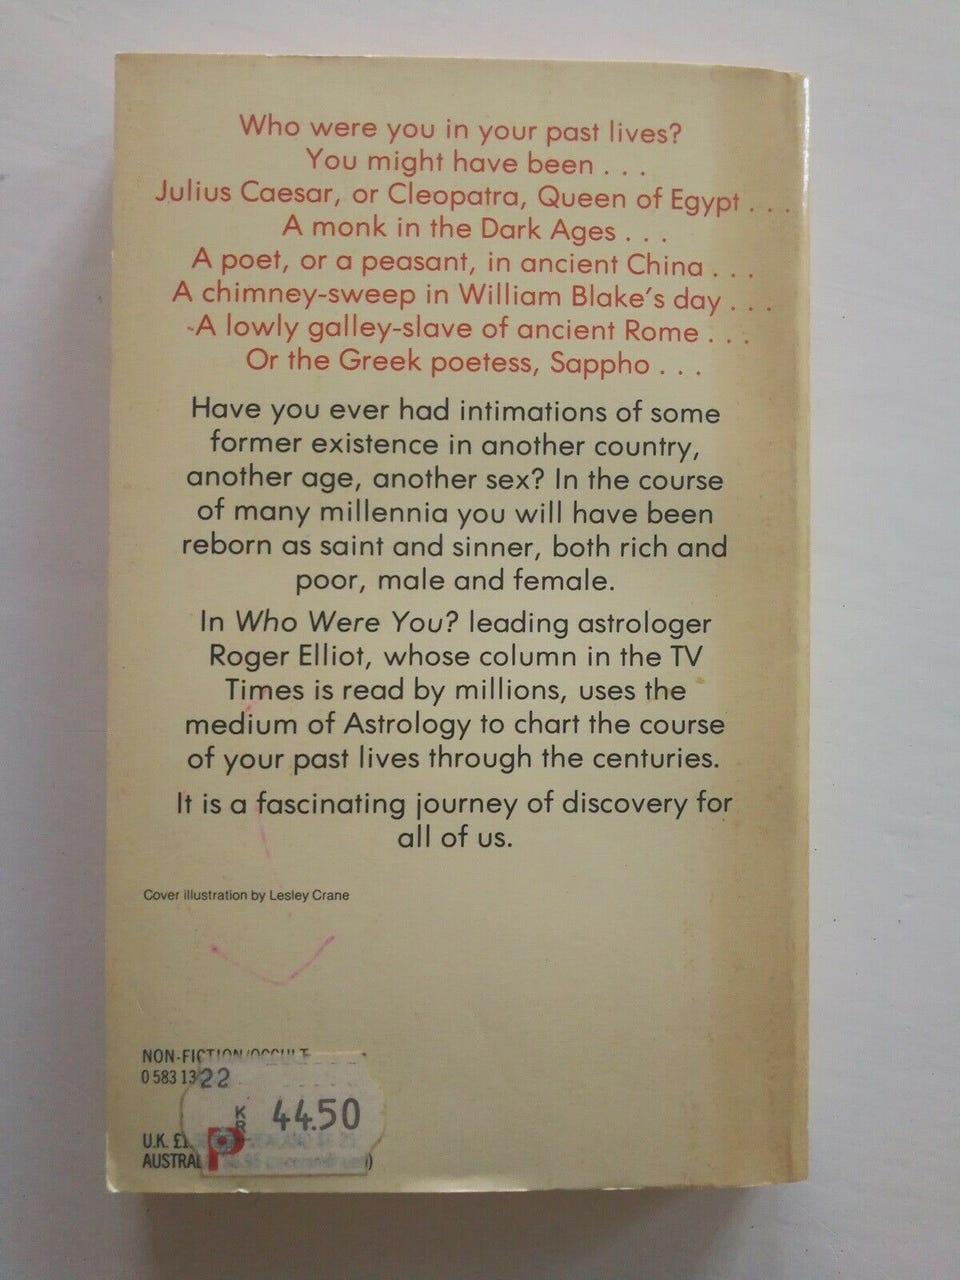 Who were you in your past lives?
You might have been . . .
Julius Caesar, or Cleopatra, Queen of Egypt . . .
A monk in the Dark Ages . . .
A poet, or a peasant, in ancient China . . .
A chimney-sweep in William Blake's day . . .
A lowly galley-slave of ancient Rome . . .
Or the Greek poetess, Sappho . . .
Have you ever had intimations of some
former existence in another country,
another age, another sex? In the course
of many millennia you will have been
reborn as saint and sinner, both rich and
poor, male and female.
In Who Were You? leading astrologer
Roger Elliot, whose column in the TV
Times is read by millions, uses the
medium of Astrology to chart the course
of your past lives through the centuries.
It is a fascinating journey of discovery for
all of us.
Cover illustration by Lesley Crane
NON-FICTION/OCCULT
0 583 13
22
KR 44.50
P
U.K.
AUSTRAL